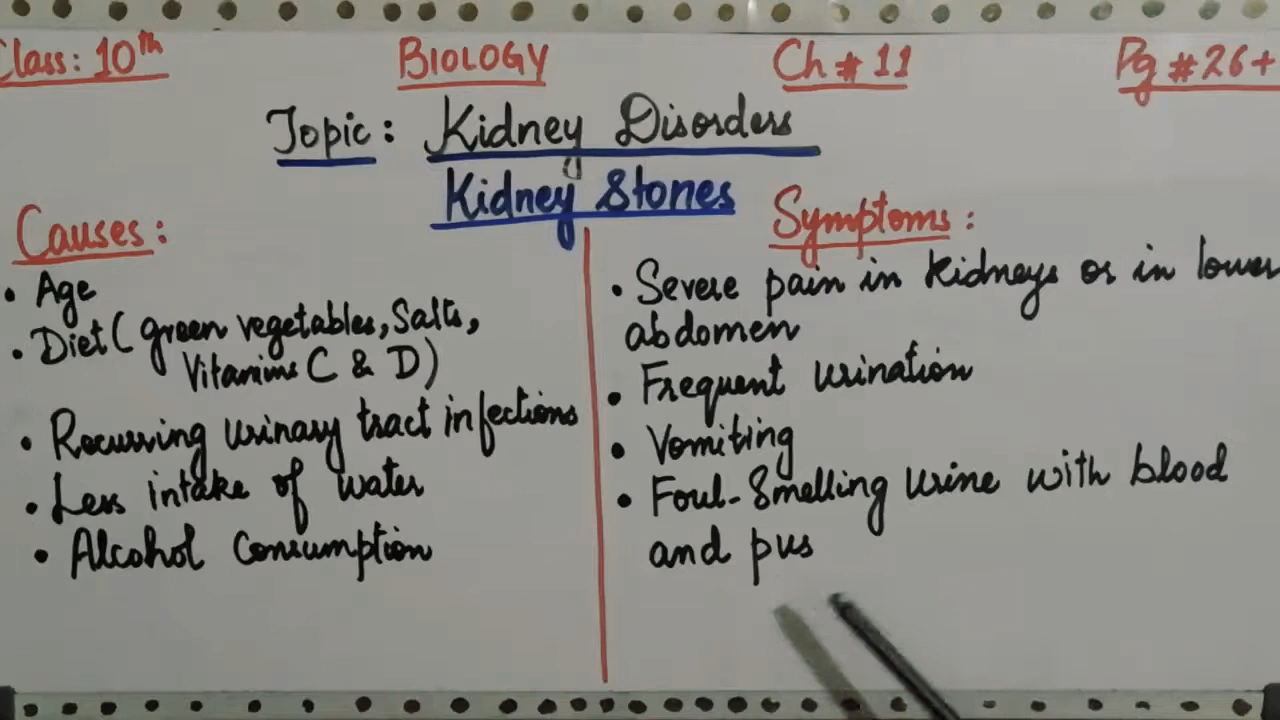 Class: 10th
BIOLOGY
Ch # 11
Pg # 26+
Topic: Kidney Disorders
Kidney Stones
Causes:
• Age
• Diet (green vegetables, Salts,
Vitamins C & D)
• Recurring urinary tract infections
• Less intake of water
• Alcohol Consumption
Symptoms:
• Severe pain in kidneys or in lower
abdomen
• Frequent urination
• Vomiting
• Foul-Smelling urine with blood
and pus